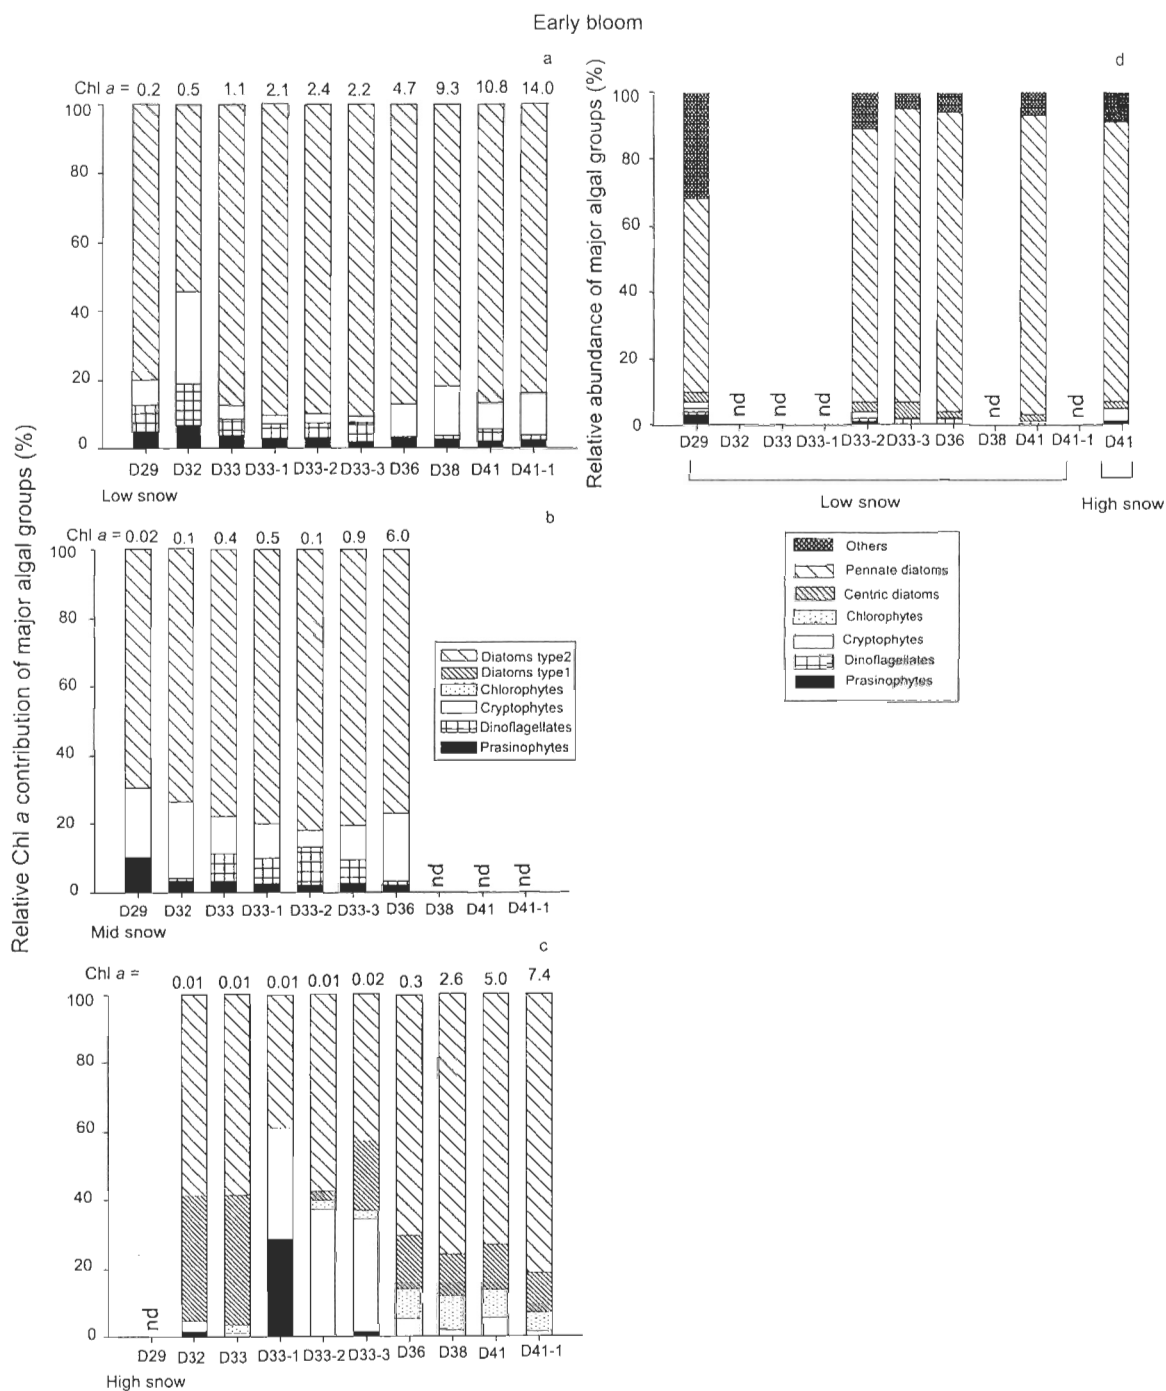 Early bloom
a
Chl a = 0.2 0.5 1.1 2.1 2.4 2.2 4.7 9.3 10.8 14.0
100
80
60
40
20
0
D29 D32 D33 D33-1 D33-2 D33-3 D36 D38 D41 D41-1
Low snow
b
Chl a = 0.02 0.1 0.4 0.5 0.1 0.9 6.0
100
80
60
40
20
0
nd nd nd
D29 D32 D33 D33-1 D33-2 D33-3 D36 D38 D41 D41-1
Mid snow
Diatoms type2
Diatoms type1
Chlorophytes
Cryptophytes
Dinoflagellates
Prasinophytes
c
Chl a =
0.01 0.01 0.01 0.01 0.02 0.3 2.6 5.0 7.4
100
80
60
40
20
0
nd
D29 D32 D33 D33-1 D33-2 D33-3 D36 D38 D41 D41-1
High snow
Relative Chl a contribution of major algal groups (%)
d
Relative abundance of major algal groups (%)
100
80
60
40
20
0
nd nd nd nd nd
D29 D32 D33 D33-1 D33-2 D33-3 D36 D38 D41 D41-1 D41
Low snow
High snow
Others
Pennate diatoms
Centric diatoms
Chlorophytes
Cryptophytes
Dinoflagellates
Prasinophytes